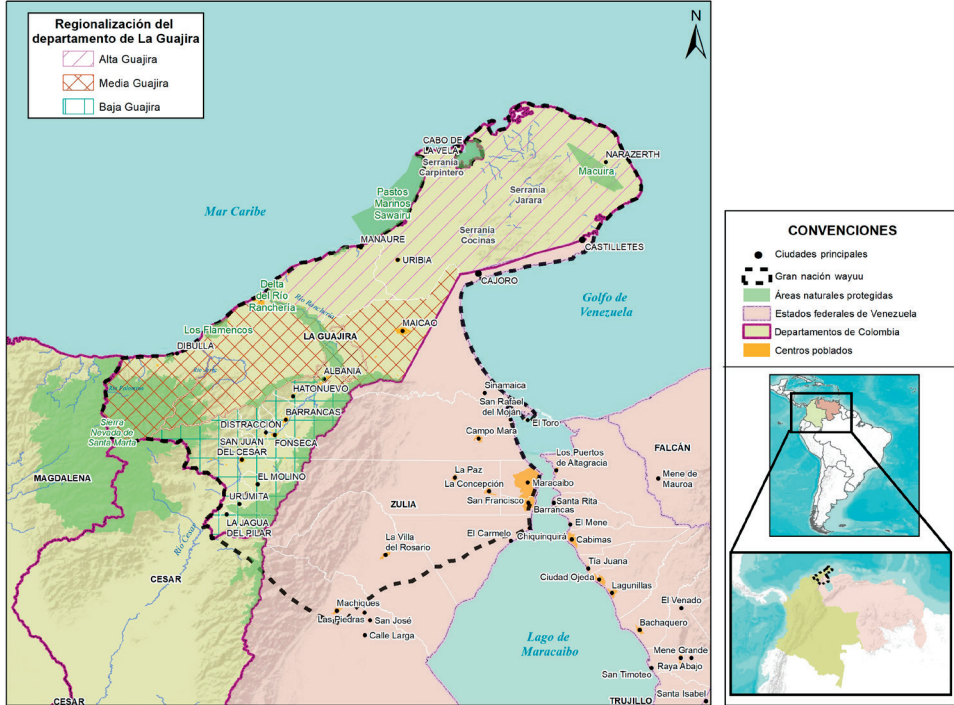 Regionalización del
departamento de La Guajira
Alta Guajira
Media Guajira
Baja Guajira
N
Mar Caribe
CABO DE
LA VELA
Serranía
Carpintero
NARAZERTH
Macuira
Pastos
Marinos
Sawairu
Serranía
Jarara
Serranía
Cocinas
MANAURE
URIBIA
CASTILLETES
CAJORO
Golfo de
Venezuela
Delta
del Río
Ranchería
Río Ranchería
Los Flamencos
LA GUAJIRA
MAICAO
DIBULLA
ALBANIA
HATONUEVO
BARRANCAS
DISTRACCIÓN
FONSECA
SAN JUAN
DEL CESAR
EL MOLINO
URUMITA
LA JAGUA
DEL PILAR
Sierra
Nevada de
Santa Marta
MAGDALENA
Río Cesar
CESAR
CESAR
Sinamaica
San Rafael
del Moján
El Toro
Campo Mara
Los Puertos
de Altagracia
FALCÁN
La Paz
La Concepción
Maracaibo
Mene de
Mauroa
San Francisco
Barrancas
Santa Rita
ZULIA
El Carmelo
Chiquinquirá
El Mene
Cabimas
La Villa
del Rosario
Tia Juana
Ciudad Ojeda
Lagunillas
Machiques
Las Piedras
San José
Calle Larga
El Venado
Bachaquero
Lago de
Maracaibo
Mene Grande
Raya Abajo
San Timoteo
Santa Isabel
TRUJILLO
CONVENCIONES
Ciudades principales
Gran nación wayuu
Áreas naturales protegidas
Estados federales de Venezuela
Departamentos de Colombia
Centros poblados